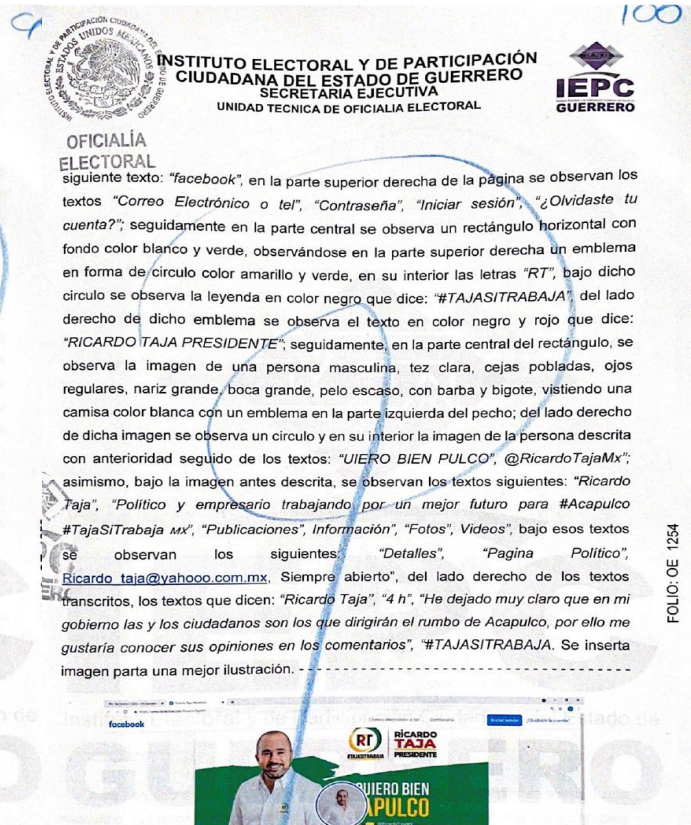 100
INSTITUTO ELECTORAL Y DE PARTICIPACIÓN
CIUDADANA DEL ESTADO DE GUERRERO
SECRETARIA EJECUTIVA
UNIDAD TECNICA DE OFICIALIA ELECTORAL
ESTADOS UNIDOS MEXICANOS
IEPC
GUERRERO
OFICIALÍA
ELECTORAL
siguiente texto: “facebook”, en la parte superior derecha de la página se observan los
textos “Correo Electrónico o tel”, “Contraseña”, “Iniciar sesión”, “¿Olvidaste tu
cuenta?”; seguidamente en la parte central se observa un rectángulo horizontal con
fondo color blanco y verde, observándose en la parte superior derecha un emblema
en forma de circulo color amarillo y verde, en su interior las letras “RT”, bajo dicho
circulo se observa la leyenda en color negro que dice: “#TAJASITRABAJA”, del lado
derecho de dicho emblema se observa el texto en color negro y rojo que dice:
“RICARDO TAJA PRESIDENTE”; seguidamente, en la parte central del rectángulo, se
observa la imagen de una persona masculina, tez clara, cejas pobladas, ojos
regulares, nariz grande, boca grande, pelo escaso, con barba y bigote, vistiendo una
camisa color blanca con un emblema en la parte izquierda del pecho; del lado derecho
de dicha imagen se observa un circulo y en su interior la imagen de la persona descrita
con anterioridad seguido de los textos: “UIERO BIEN PULCO”, @RicardoTajaMx”;
asimismo, bajo la imagen antes descrita, se observan los textos siguientes: “Ricardo
Taja”, “Político y empresario trabajando por un mejor futuro para #Acapulco
#TajaSiTrabaja MX”, “Publicaciones”, Información”, “Fotos”, Videos”, bajo esos textos
se observan los siguientes: “Detalles”, “Pagina Político”,
Ricardo_taja@yahooo.com.mx, Siempre abierto”, del lado derecho de los textos
transcritos, los textos que dicen: “Ricardo Taja”, “4 h”, “He dejado muy claro que en mi
gobierno las y los ciudadanos son los que dirigirán el rumbo de Acapulco, por ello me
gustaría conocer sus opiniones en los comentarios”, “#TAJASITRABAJA. Se inserta
imagen parta una mejor ilustración. - - - - - - - - - - - - - - - - - - - - - - - - - - - - - - - -
FOLIO: OE 1254
facebook
RT
#TAJASITRABAJA
RICARDO
TAJA
PRESIDENTE
QUIERO BIEN
APULCO